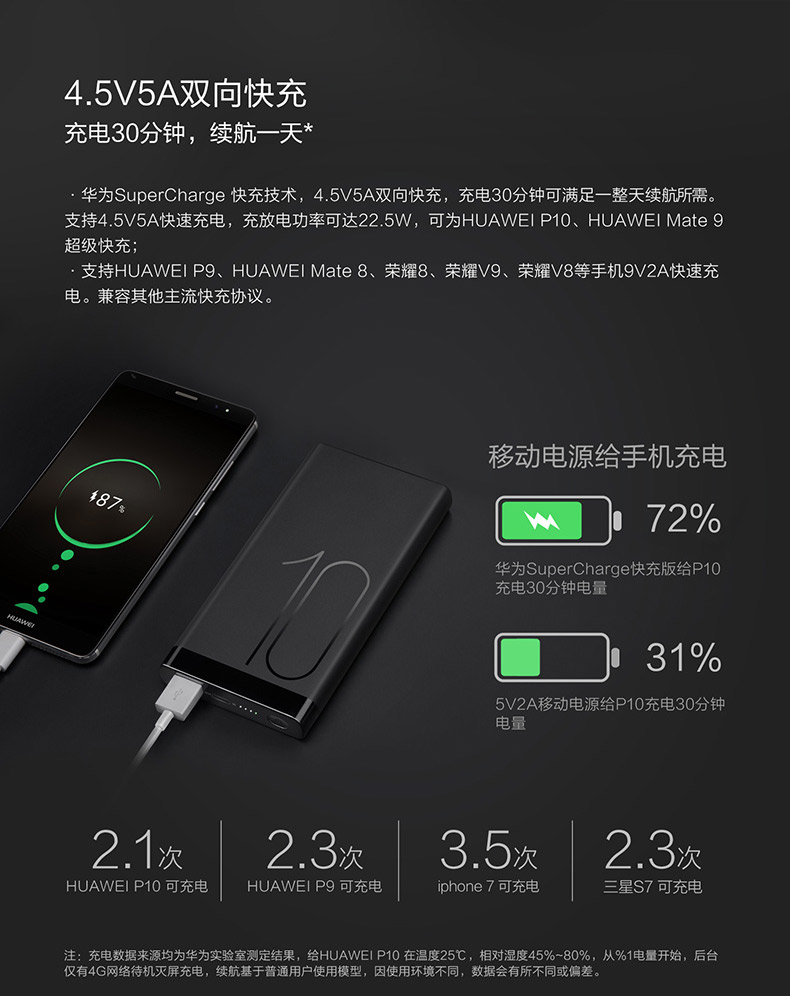 4.5V5A双向快充
充电30分钟，续航一天*
· 华为SuperCharge 快充技术，4.5V5A双向快充，充电30分钟可满足一整天续航所需。
支持4.5V5A快速充电，充放电功率可达22.5W，可为HUAWEI P10、HUAWEI Mate 9
超级快充；
· 支持HUAWEI P9、HUAWEI Mate 8、荣耀8、荣耀V9、荣耀V8等手机9V2A快速充
电。兼容其他主流快充协议。
移动电源给手机充电
72%
华为SuperCharge快充版给P10
充电30分钟电量
31%
5V2A移动电源给P10充电30分钟
电量
87%
HUAWEI
10
2.1次 2.3次 3.5次 2.3次
HUAWEI P10 可充电 HUAWEI P9 可充电 iphone 7 可充电 三星S7 可充电
注：充电数据来源均为华为实验室测定结果，给HUAWEI P10 在温度25℃，相对湿度45%~80%，从%1电量开始，后台
仅有4G网络待机灭屏充电，续航基于普通用户使用模型，因使用环境不同，数据会有所不同或偏差。